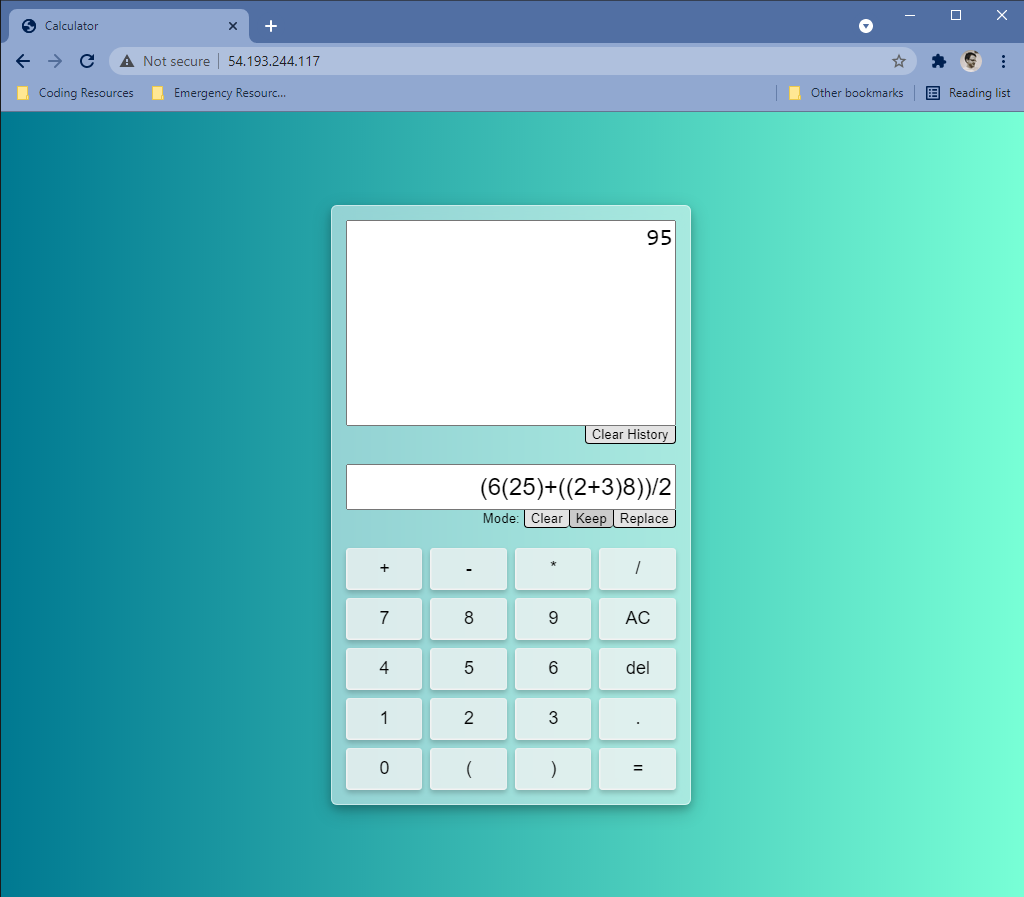 Calculator
Not secure 54.193.244.117
Coding Resources Emergency Resourc... Other bookmarks Reading list
95
Clear History
(6(25)+((2+3)8))/2
Mode: Clear Keep Replace
+ - * /
7 8 9 AC
4 5 6 del
1 2 3 .
0 ( ) =